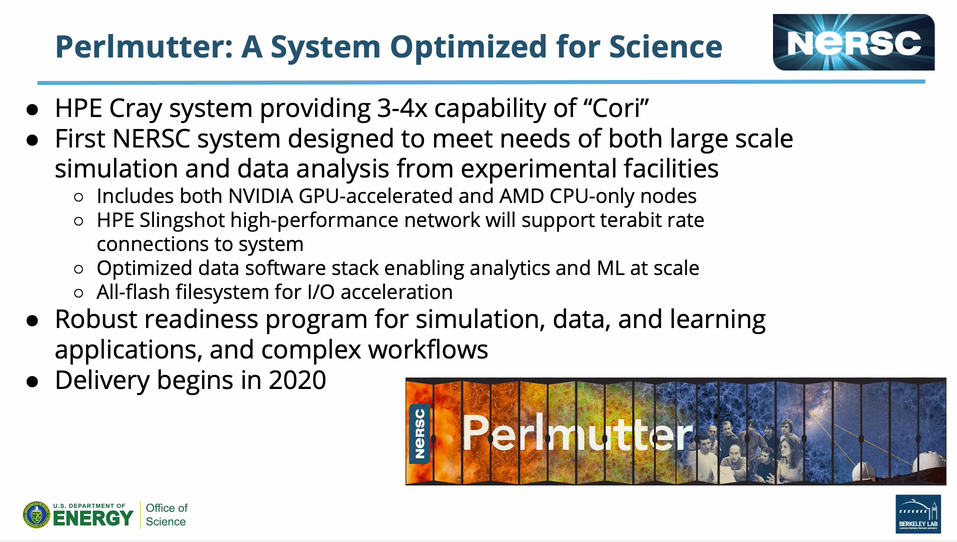 Perlmutter: A System Optimized for Science
NERSC
● HPE Cray system providing 3-4x capability of “Cori”
● First NERSC system designed to meet needs of both large scale
simulation and data analysis from experimental facilities
○ Includes both NVIDIA GPU-accelerated and AMD CPU-only nodes
○ HPE Slingshot high-performance network will support terabit rate
connections to system
○ Optimized data software stack enabling analytics and ML at scale
○ All-flash filesystem for I/O acceleration
● Robust readiness program for simulation, data, and learning
applications, and complex workflows
● Delivery begins in 2020
NERSC
Perlmutter
U.S. DEPARTMENT OF
ENERGY
Office of
Science
BERKELEY LAB